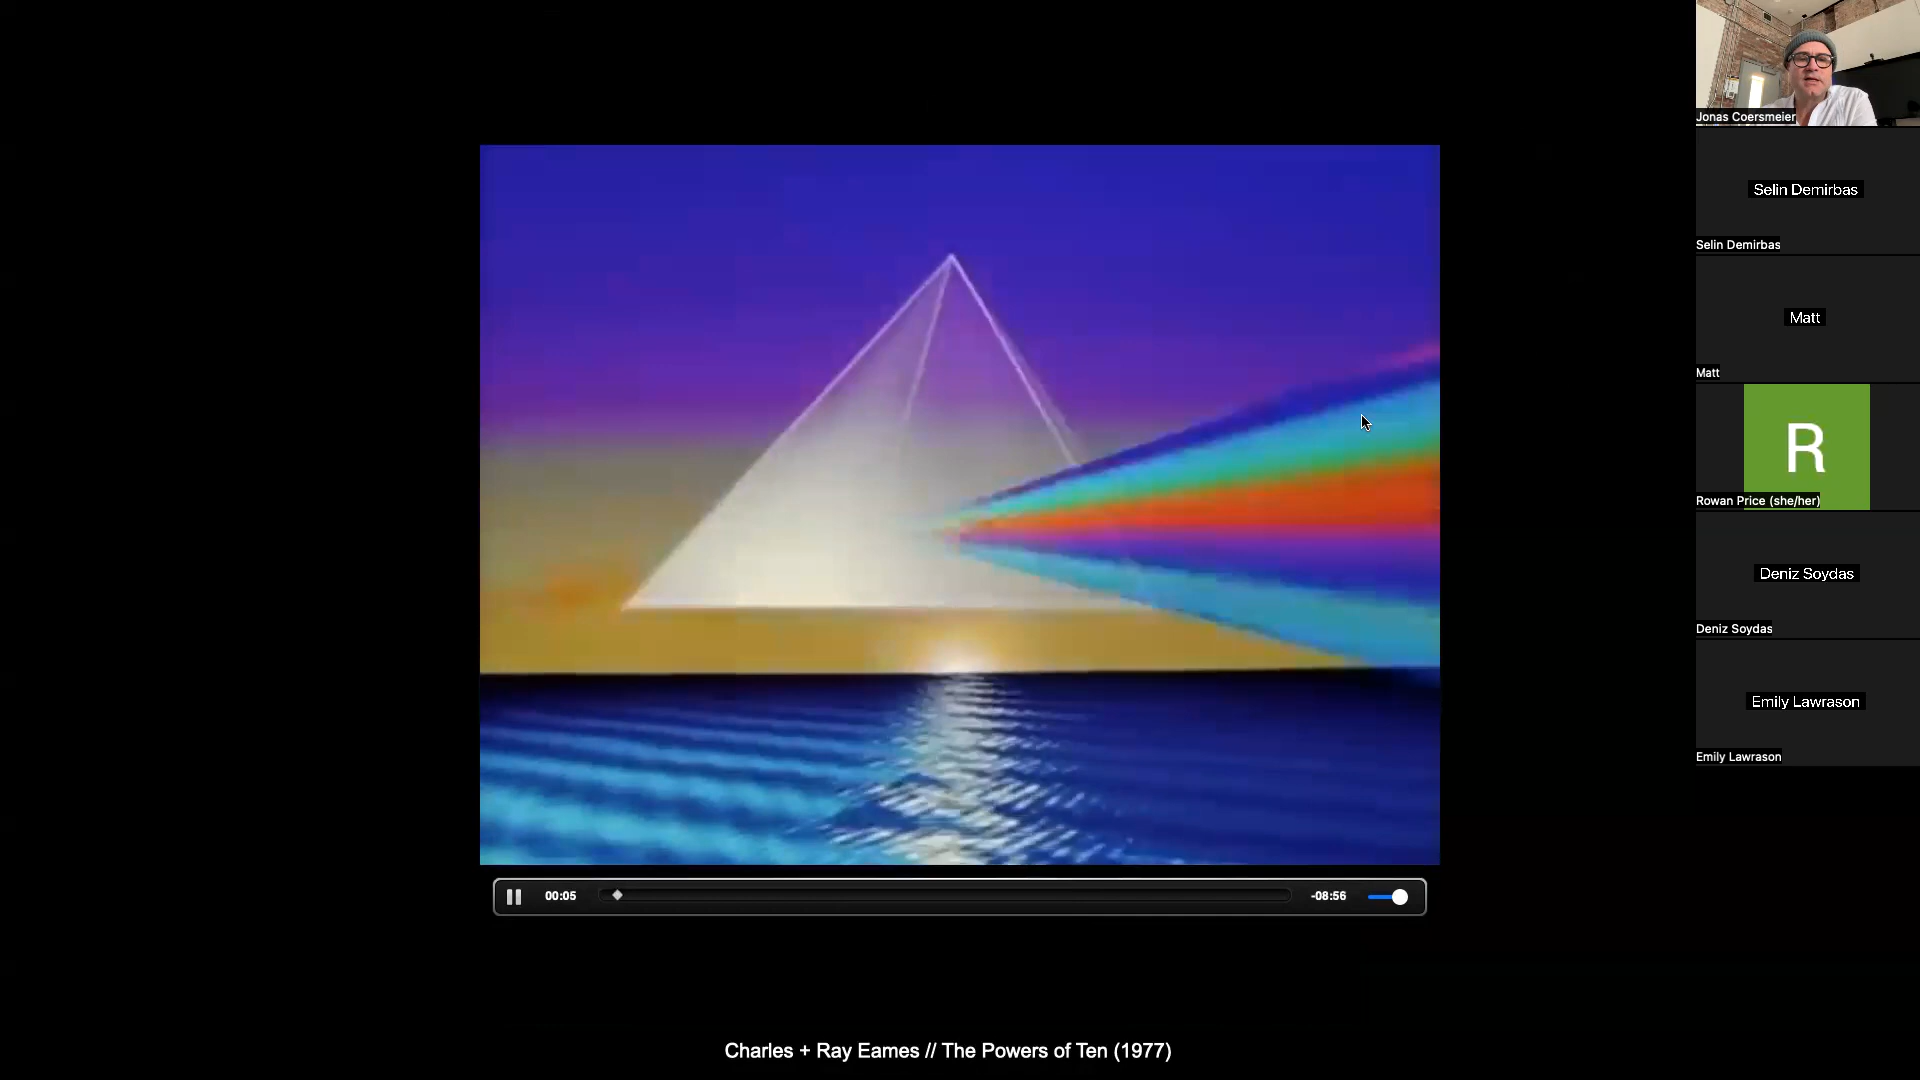 Jonas Coersmeier
Selin Demirbas
Selin Demirbas
Matt
Matt
R
Rowan Price (she/her)
Deniz Soydas
Deniz Soydas
Emily Lawrason
Emily Lawrason
00:05
-08:56
Charles + Ray Eames // The Powers of Ten (1977)